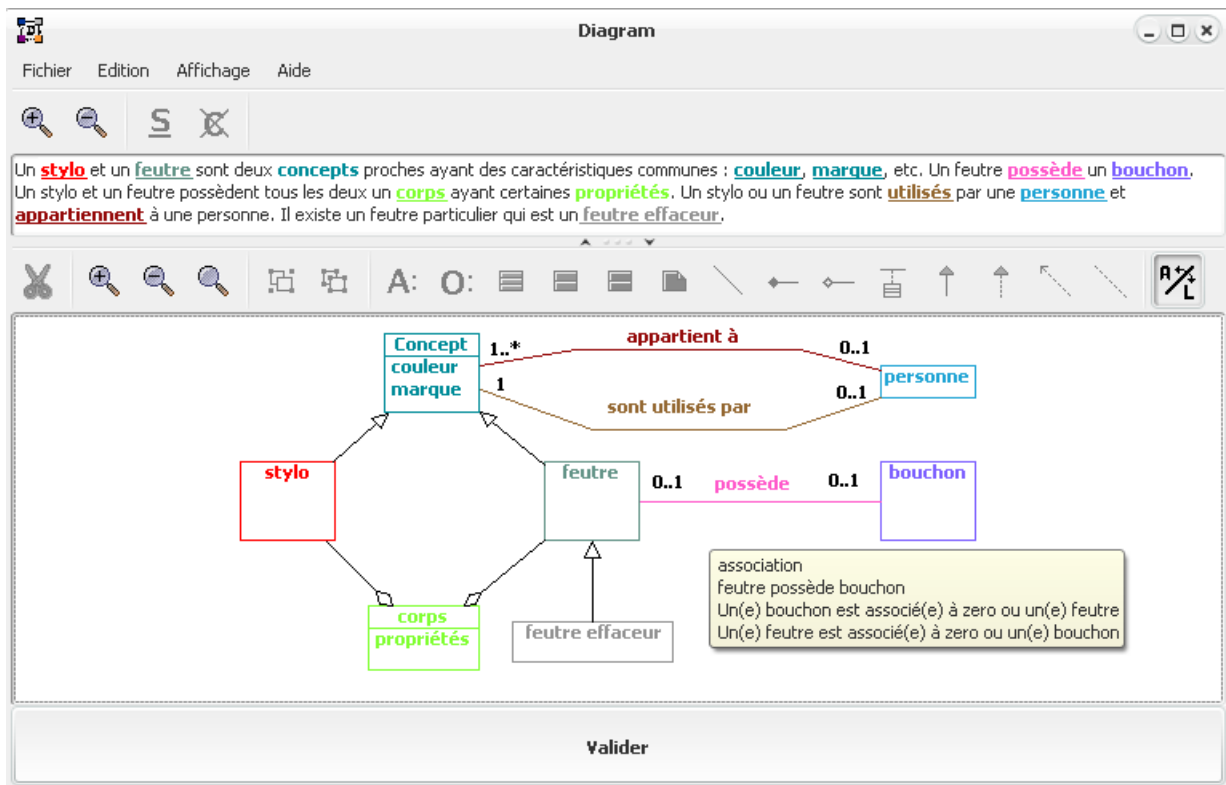 Diagram
Fichier Edition Affichage Aide
S C
Un stylo et un feutre sont deux concepts proches ayant des caractéristiques communes : couleur, marque, etc. Un feutre possède un bouchon.
Un stylo et un feutre possèdent tous les deux un corps ayant certaines propriétés. Un stylo ou un feutre sont utilisés par une personne et
appartiennent à une personne. Il existe un feutre particulier qui est un feutre effaceur.
A: O: A L
Concept
couleur
marque
1..* appartient à 0..1
personne
1 sont utilisés par 0..1
stylo
feutre
0..1 possède 0..1
bouchon
corps
propriétés
feutre effaceur
association
feutre possède bouchon
Un(e) bouchon est associé(e) à zero ou un(e) feutre
Un(e) feutre est associé(e) à zero ou un(e) bouchon
Valider